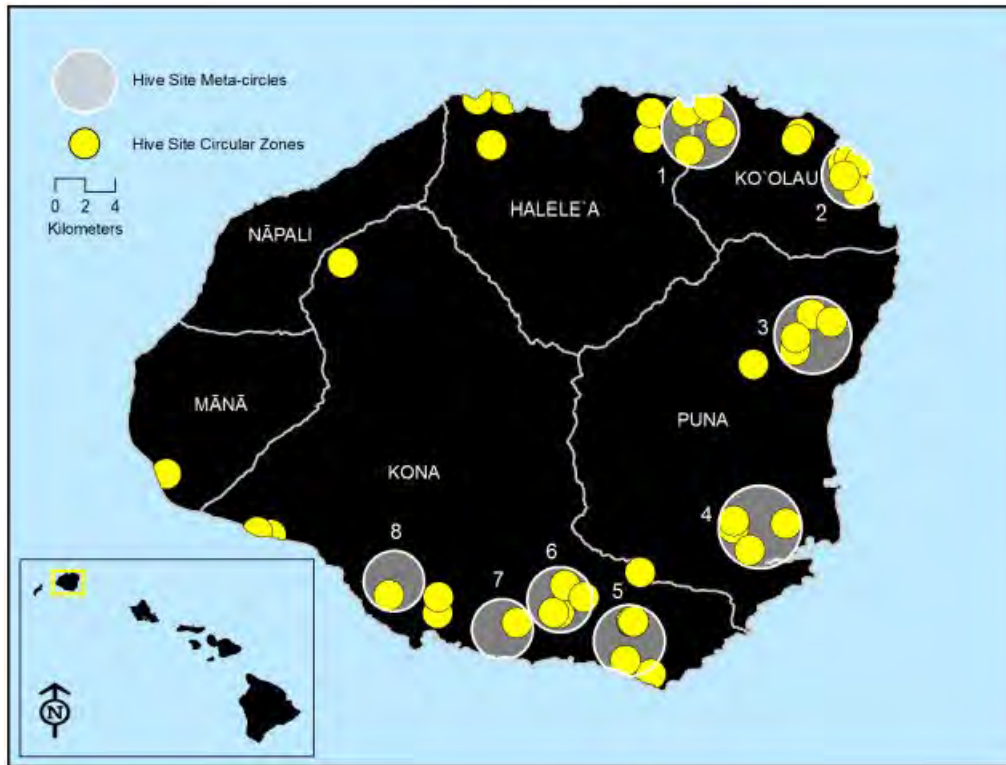 Hive Site Meta-circles
Hive Site Circular Zones
0 2 4
Kilometers
NĀPALI
HALELE`A
KO`OLAU
MĀNĀ
KONA
PUNA
1
2
3
4
5
6
7
8
N